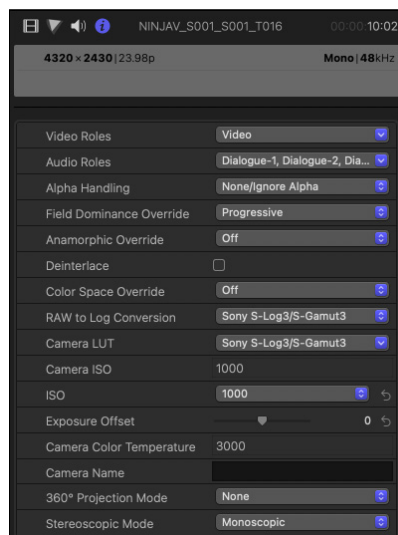 NINJAV_S001_S001_T016 00:00:10:02
4320 × 2430 | 23.98p Mono | 48kHz
Video Roles Video
Audio Roles Dialogue-1, Dialogue-2, Dia...
Alpha Handling None/Ignore Alpha
Field Dominance Override Progressive
Anamorphic Override Off
Deinterlace
Color Space Override Off
RAW to Log Conversion Sony S-Log3/S-Gamut3
Camera LUT Sony S-Log3/S-Gamut3
Camera ISO 1000
ISO 1000
Exposure Offset 0
Camera Color Temperature 3000
Camera Name
360° Projection Mode None
Stereoscopic Mode Monoscopic